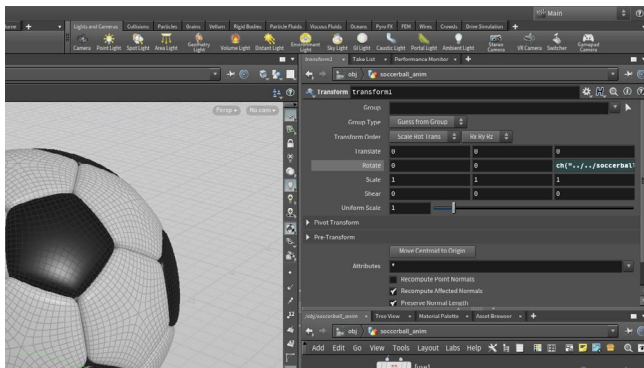 Main
Lights and Cameras Collisions Particles Grains Vellum Rigid Bodies Particle Fluids Viscous Fluids Oceans Pyro FX FEM Wires Crowds Drive Simulation
Camera Point Light Spot Light Area Light Geometry Light Volume Light Distant Light Environment Light Sky Light GI Light Caustic Light Portal Light Ambient Light Stereo Camera VR Camera Switcher Gamepad Camera
transform1 Take List Performance Monitor
obj soccerball_anim
Transform transform1
Persp No cam
Group
Group Type Guess from Group
Transform Order Scale Rot Trans Rx Ry Rz
Translate 0 0 0
Rotate 0 0 ch("../../soccerball
Scale 1 1 1
Shear 0 0 0
Uniform Scale 1
Pivot Transform
Pre-Transform
Move Centroid to Origin
Attributes *
Recompute Point Normals
Recompute Affected Normals
Preserve Normal Length
/obj/soccerball_anim Tree View Material Palette Asset Browser
obj soccerball_anim
Add Edit Go View Tools Layout Labs Help